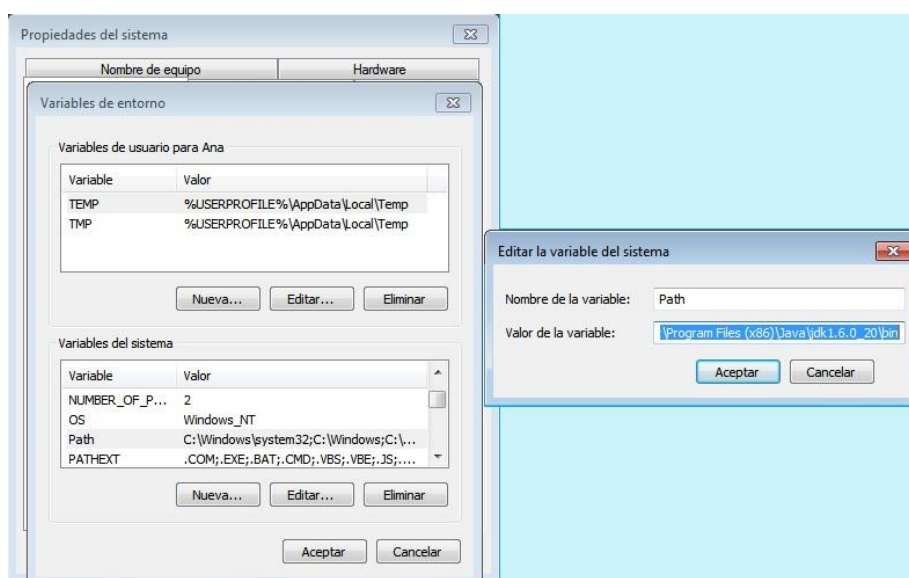 Propiedades del sistema
Nombre de equipo Hardware
Variables de entorno
Variables de usuario para Ana
Variable Valor
TEMP %USERPROFILE%\AppData\Local\Temp
TMP %USERPROFILE%\AppData\Local\Temp
Nueva... Editar... Eliminar
Variables del sistema
Variable Valor
NUMBER_OF_P... 2
OS Windows_NT
Path C:\Windows\system32;C:\Windows;C:\...
PATHEXT .COM;.EXE;.BAT;.CMD;.VBS;.VBE;.JS;....
Nueva... Editar... Eliminar
Aceptar Cancelar
Editar la variable del sistema
Nombre de la variable: Path
Valor de la variable: \Program Files (x86)\Java\jdk1.6.0_20\bin
Aceptar Cancelar